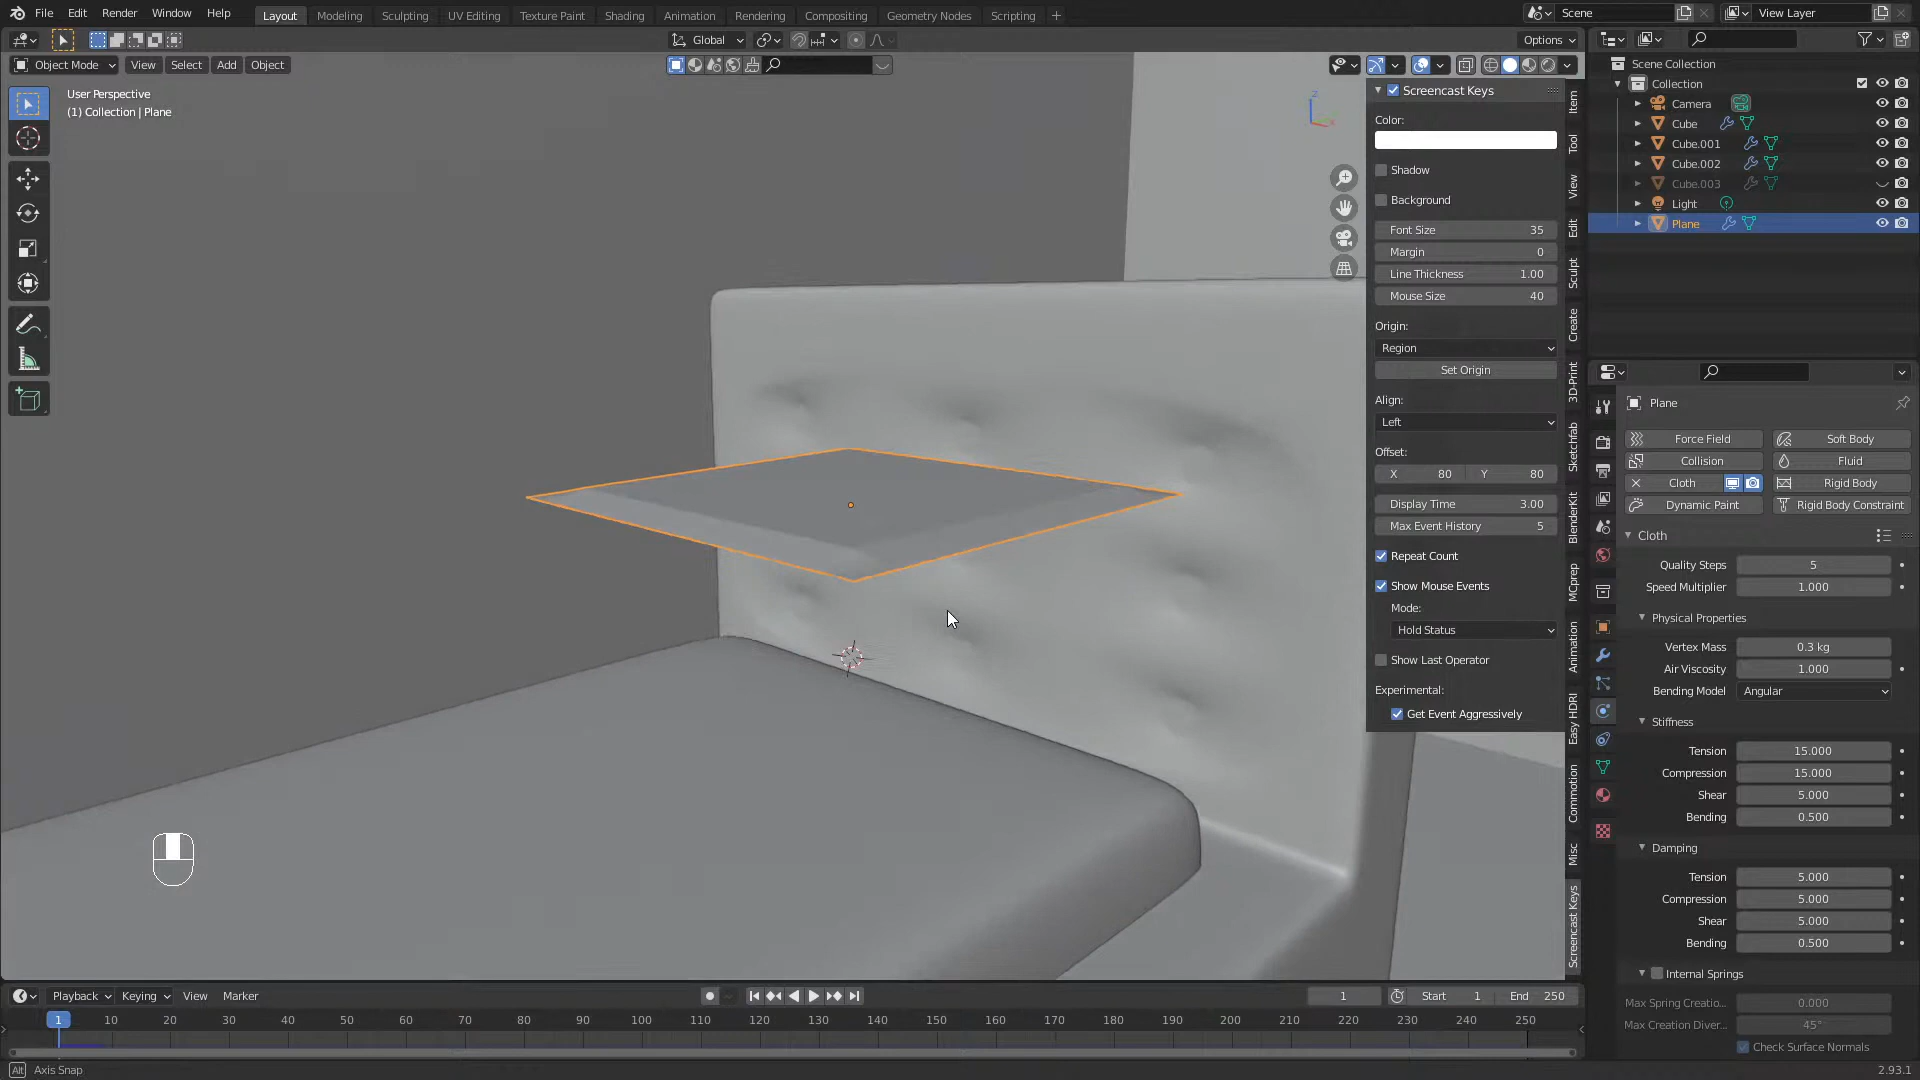 File Edit Render Window Help Layout Modeling Sculpting UV Editing Texture Paint Shading Animation Rendering Compositing Geometry Nodes Scripting + Scene View Layer
Global Options
Object Mode View Select Add Object
User Perspective
(1) Collection | Plane
Z
Screencast Keys
Color:
Shadow
Background
Font Size 35
Margin 0
Line Thickness 1.00
Mouse Size 40
Origin:
Region
Set Origin
Align:
Left
Offset:
X 80 Y 80
Display Time 3.00
Max Event History 5
Repeat Count
Show Mouse Events
Mode:
Hold Status
Show Last Operator
Experimental:
Get Event Aggressively
Item
Tool
View
Edit
Sculpt
Create
3D-Print
Sketchfab
BlenderKit
MCprep
Animation
Easy HDRI
Commotion
Misc
Screencast Keys
Scene Collection
Collection
Camera
Cube
Cube.001
Cube.002
Cube.003
Light
Plane
Plane
Force Field Soft Body
Collision Fluid
Cloth Rigid Body
Dynamic Paint Rigid Body Constraint
Cloth
Quality Steps 5
Speed Multiplier 1.000
Physical Properties
Vertex Mass 0.3 kg
Air Viscosity 1.000
Bending Model Angular
Stiffness
Tension 15.000
Compression 15.000
Shear 5.000
Bending 0.500
Damping
Tension 5.000
Compression 5.000
Shear 5.000
Bending 0.500
Internal Springs
Max Spring Creatio... 0.000
Max Creation Diver... 45°
Check Surface Normals
Playback Keying View Marker 1 Start 1 End 250
1 10 20 30 40 50 60 70 80 90 100 110 120 130 140 150 160 170 180 190 200 210 220 230 240 250
Alt Axis Snap 2.93.1